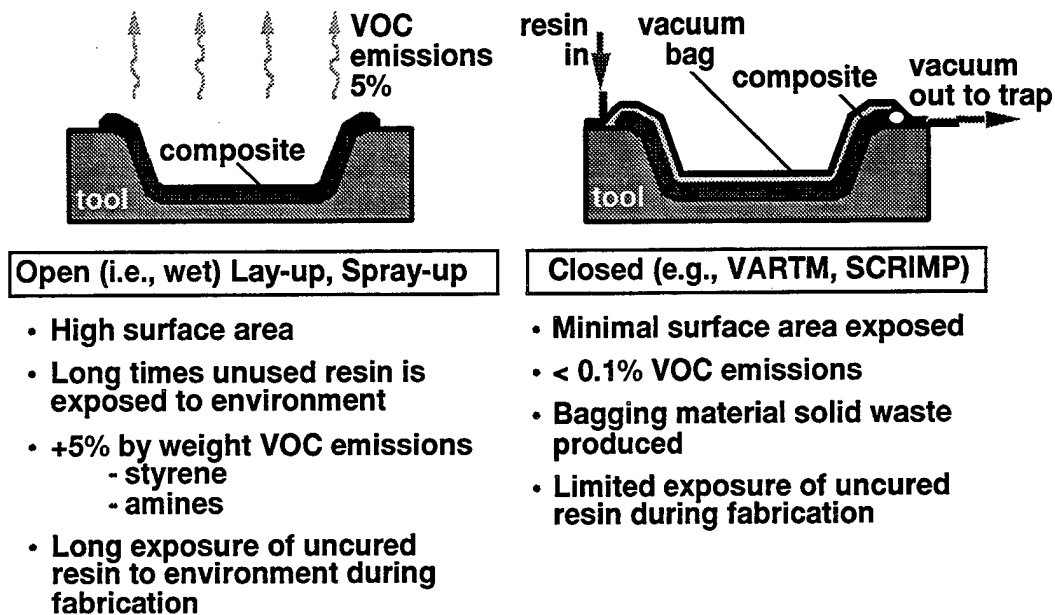 VOC
emissions
5%
composite
tool
resin
in
vacuum
bag
composite
vacuum
out to trap
tool
Open (i.e., wet) Lay-up, Spray-up
• High surface area
• Long times unused resin is
exposed to environment
• +5% by weight VOC emissions
- styrene
- amines
• Long exposure of uncured
resin to environment during
fabrication
Closed (e.g., VARTM, SCRIMP)
• Minimal surface area exposed
• < 0.1% VOC emissions
• Bagging material solid waste
produced
• Limited exposure of uncured
resin during fabrication